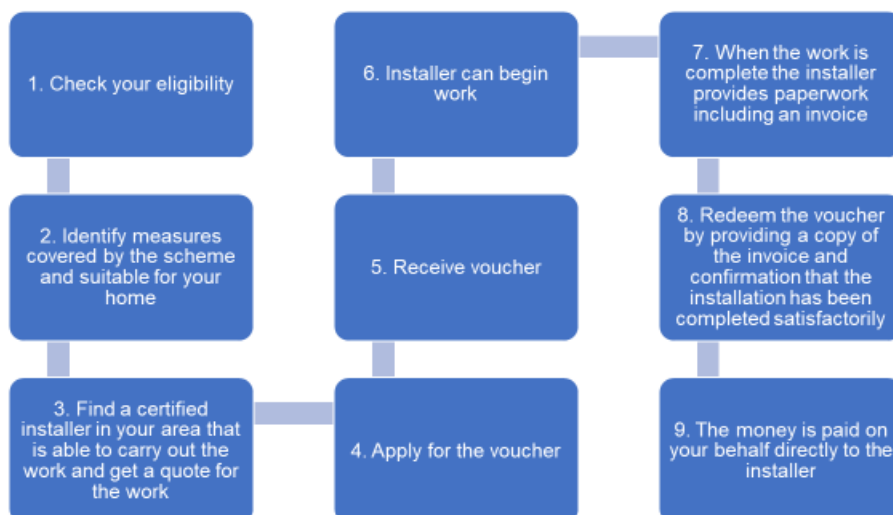 1. Check your eligibility
2. Identify measures
covered by the scheme
and suitable for your
home
3. Find a certified
installer in your area that
is able to carry out the
work and get a quote for
the work
4. Apply for the voucher
5. Receive voucher
6. Installer can begin
work
7. When the work is
complete the installer
provides paperwork
including an invoice
8. Redeem the voucher
by providing a copy of
the invoice and
confirmation that the
installation has been
completed satisfactorily
9. The money is paid on
your behalf directly to the
installer